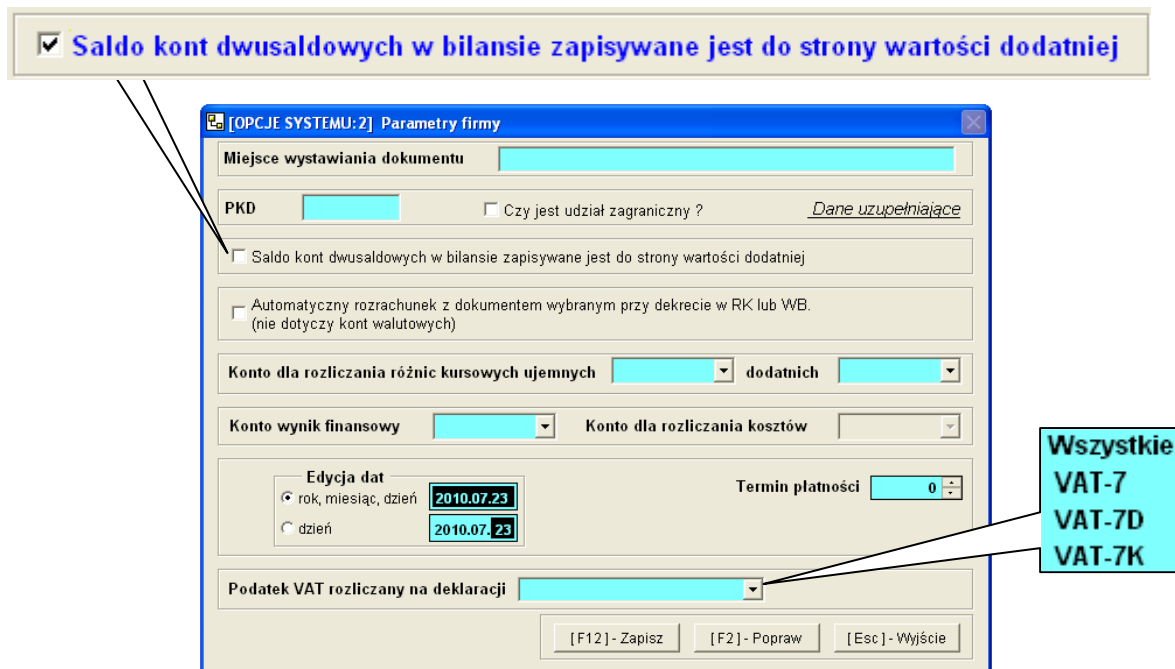 Saldo kont dwusaldowych w bilansie zapisywane jest do strony wartości dodatniej
[OPCJE SYSTEMU:2] Parametry firmy
Miejsce wystawiania dokumentu
PKD Czy jest udział zagraniczny ? Dane uzupełniające
Saldo kont dwusaldowych w bilansie zapisywane jest do strony wartości dodatniej
Automatyczny rozrachunek z dokumentem wybranym przy dekrecie w RK lub WB.
(nie dotyczy kont walutowych)
Konto dla rozliczania różnic kursowych ujemnych dodatnich
Konto wynik finansowy Konto dla rozliczania kosztów
Edycja dat
rok, miesiąc, dzień 2010.07.23
dzień 2010.07.23
Termin płatności 0
Podatek VAT rozliczany na deklaracji
Wszystkie
VAT-7
VAT-7D
VAT-7K
[F12] - Zapisz [F2] - Popraw [Esc] - Wyjście